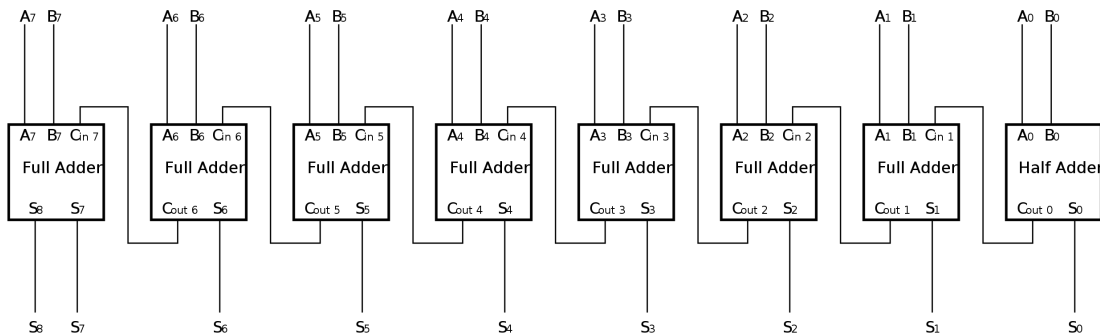 A7 B7 A6 B6 A5 B5 A4 B4 A3 B3 A2 B2 A1 B1 A0 B0
A7 B7 Cin 7 A6 B6 Cin 6 A5 B5 Cin 5 A4 B4 Cin 4 A3 B3 Cin 3 A2 B2 Cin 2 A1 B1 Cin 1 A0 B0
Full Adder Full Adder Full Adder Full Adder Full Adder Full Adder Full Adder Half Adder
S8 S7 Cout 6 S6 Cout 5 S5 Cout 4 S4 Cout 3 S3 Cout 2 S2 Cout 1 S1 Cout 0 S0
S8 S7 S6 S5 S4 S3 S2 S1 S0